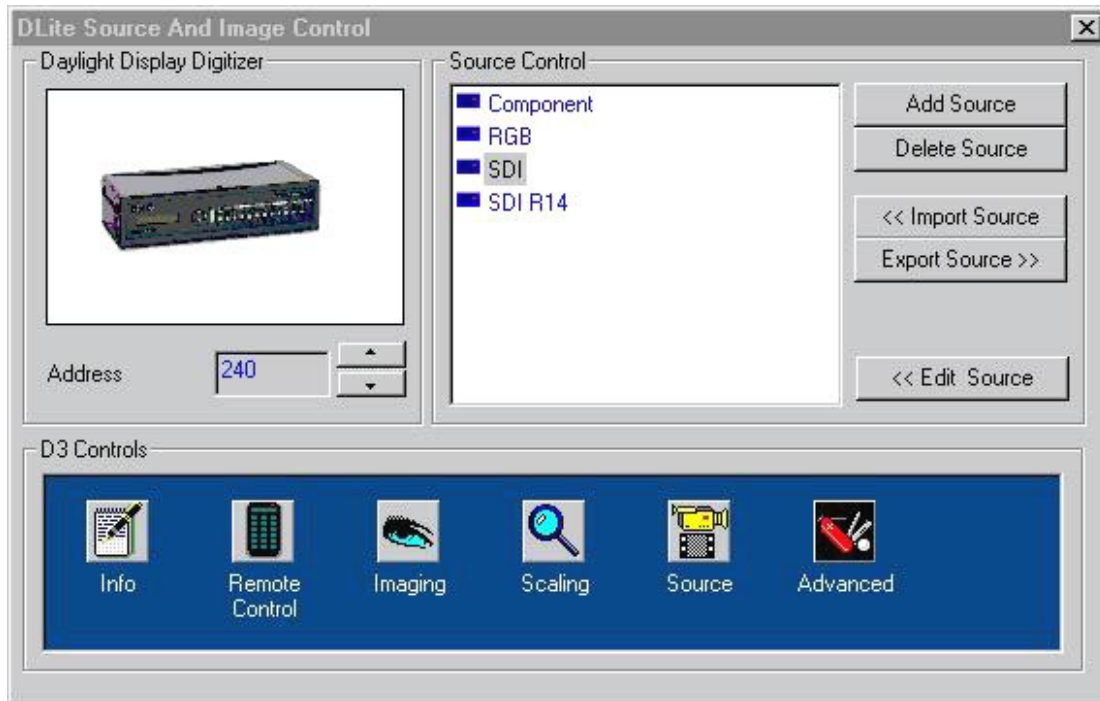 DLite Source And Image Control
Daylight Display Digitizer
Address
240
Source Control
Component
RGB
SDI
SDI R14
Add Source
Delete Source
<< Import Source
Export Source >>
<< Edit Source
D3 Controls
Info
Remote
Control
Imaging
Scaling
Source
Advanced